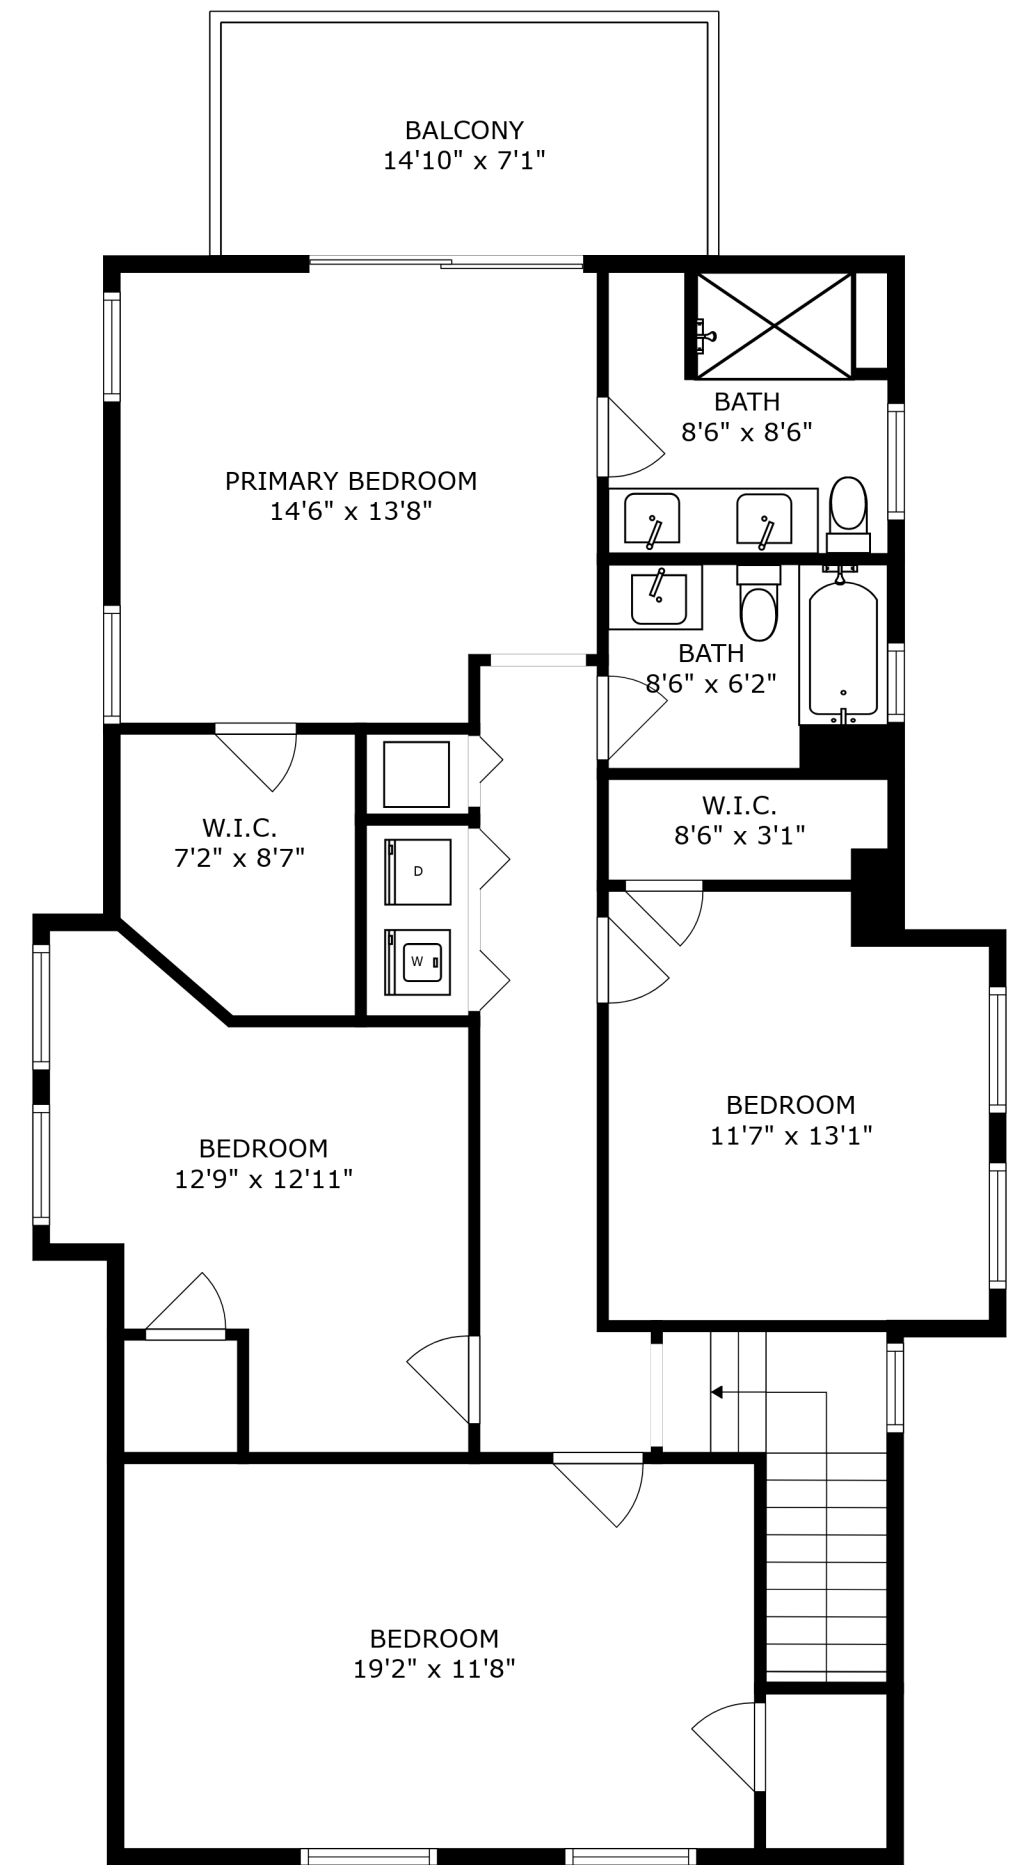 BALCONY
14'10" x 7'1"
BATH
8'6" x 8'6"
PRIMARY BEDROOM
14'6" x 13'8"
BATH
8'6" x 6'2"
W.I.C.
8'6" x 3'1"
W.I.C.
7'2" x 8'7"
D
W
BEDROOM
11'7" x 13'1"
BEDROOM
12'9" x 12'11"
BEDROOM
19'2" x 11'8"